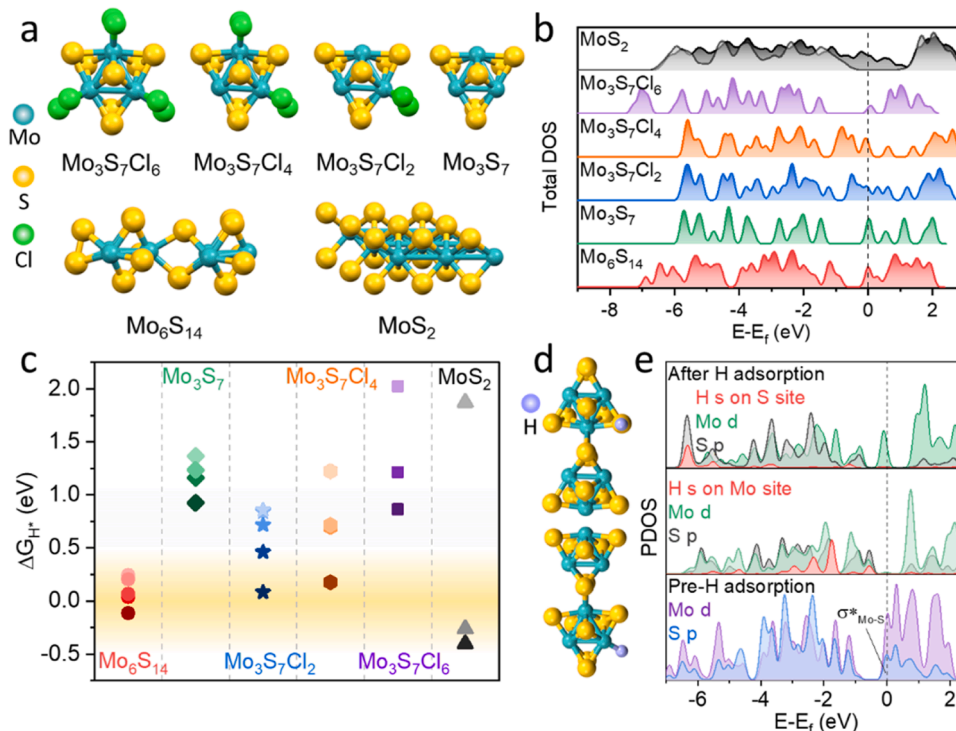 a
Mo
S
Cl
Mo₃S₇Cl₆
Mo₃S₇Cl₄
Mo₃S₇Cl₂
Mo₃S₇
Mo₆S₁₄
MoS₂
b
Total DOS
MoS₂
Mo₃S₇Cl₆
Mo₃S₇Cl₄
Mo₃S₇Cl₂
Mo₃S₇
Mo₆S₁₄
-8
-6
-4
-2
0
2
E-E_f (eV)
c
ΔG_H* (eV)
2.0
1.5
1.0
0.5
0.0
-0.5
Mo₃S₇
Mo₃S₇Cl₄
MoS₂
Mo₆S₁₄
Mo₃S₇Cl₂
Mo₃S₇Cl₆
d
H
e
PDOS
After H adsorption
H s on S site
Mo d
S p
H s on Mo site
Mo d
S p
Pre-H adsorption
Mo d
S p
σ*Mo-S
-6
-4
-2
0
2
E-E_f (eV)